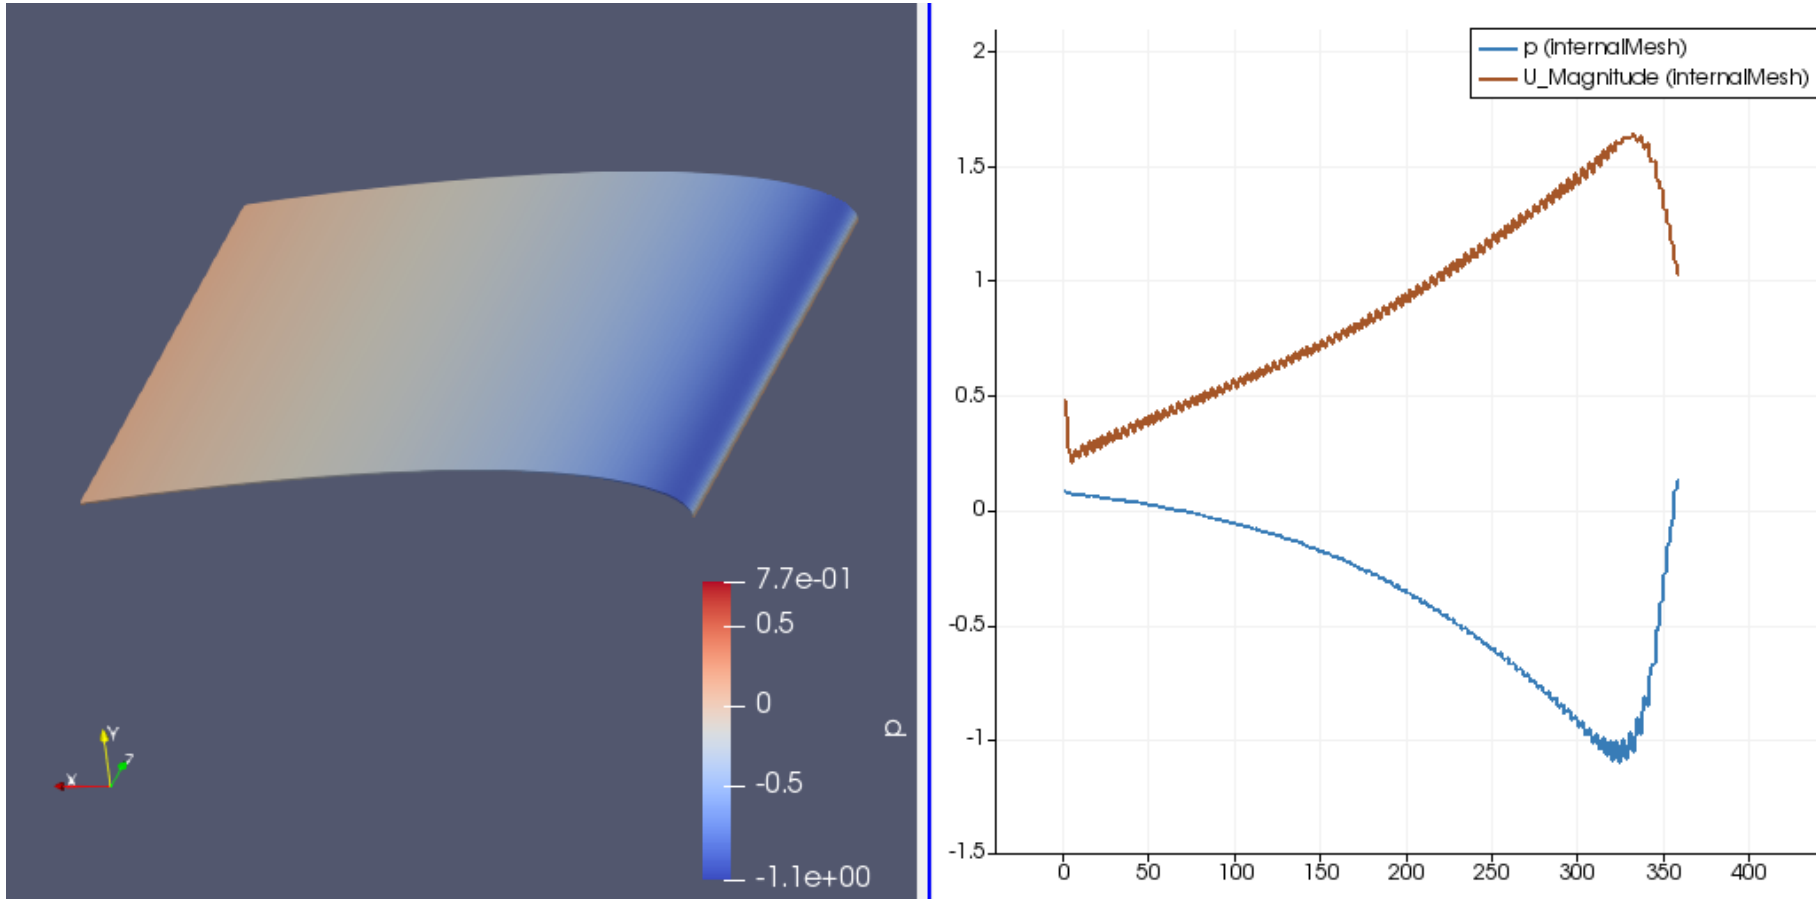 7.7e-01
0.5
0
-0.5
-1.1e+00
p
Y
Z
X
p (internalMesh)
U_Magnitude (internalMesh)
2
1.5
1
0.5
0
-0.5
-1
-1.5
0 50 100 150 200 250 300 350 400